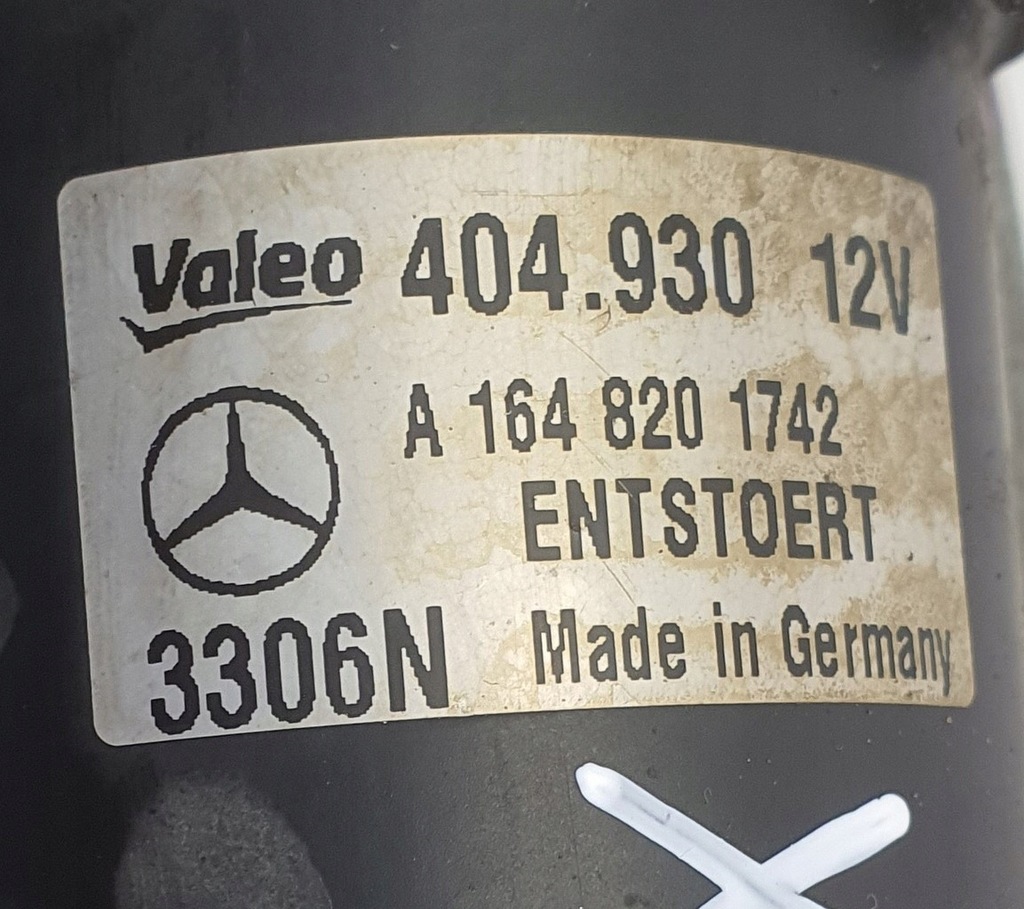 Valeo 404.930 12V
A 164 820 1742
ENTSTOERT
3306N Made in Germany